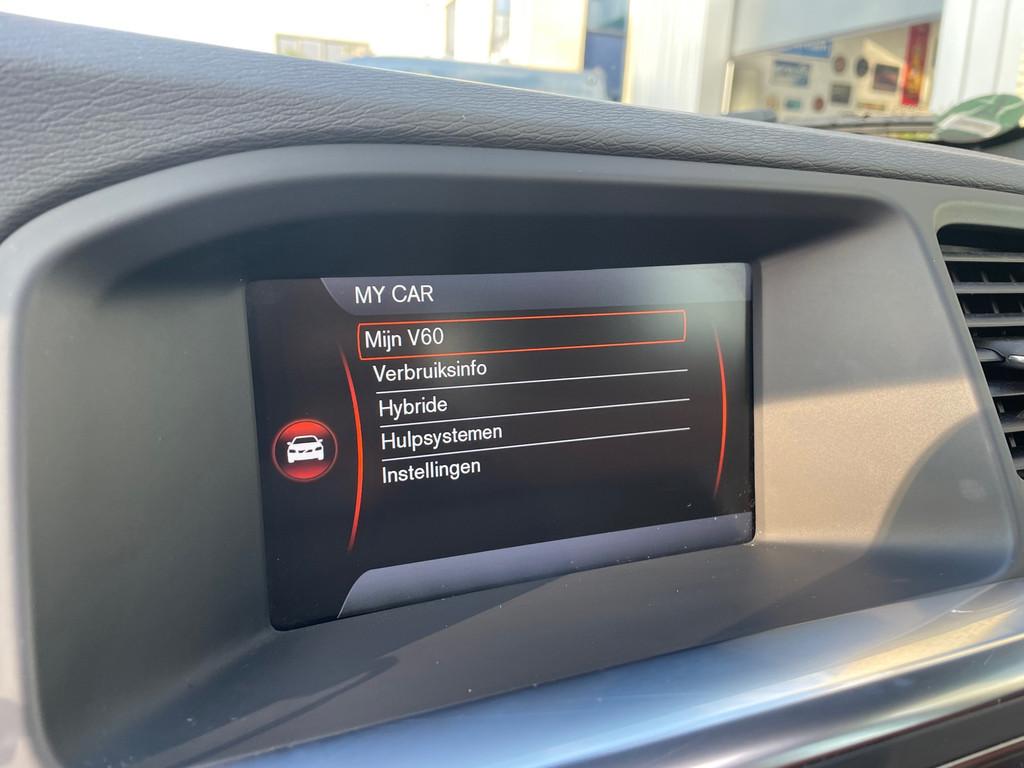 MY CAR
Mijn V60
Verbruiksinfo
Hybride
Hulpsystemen
Instellingen